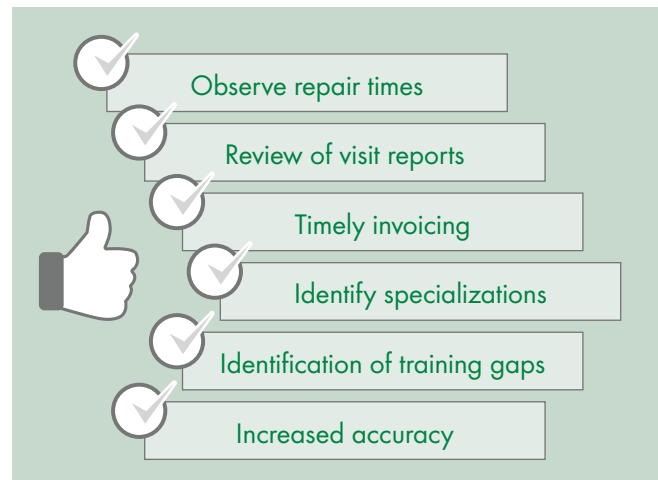 Observe repair times
Review of visit reports
Timely invoicing
Identify specializations
Identification of training gaps
Increased accuracy